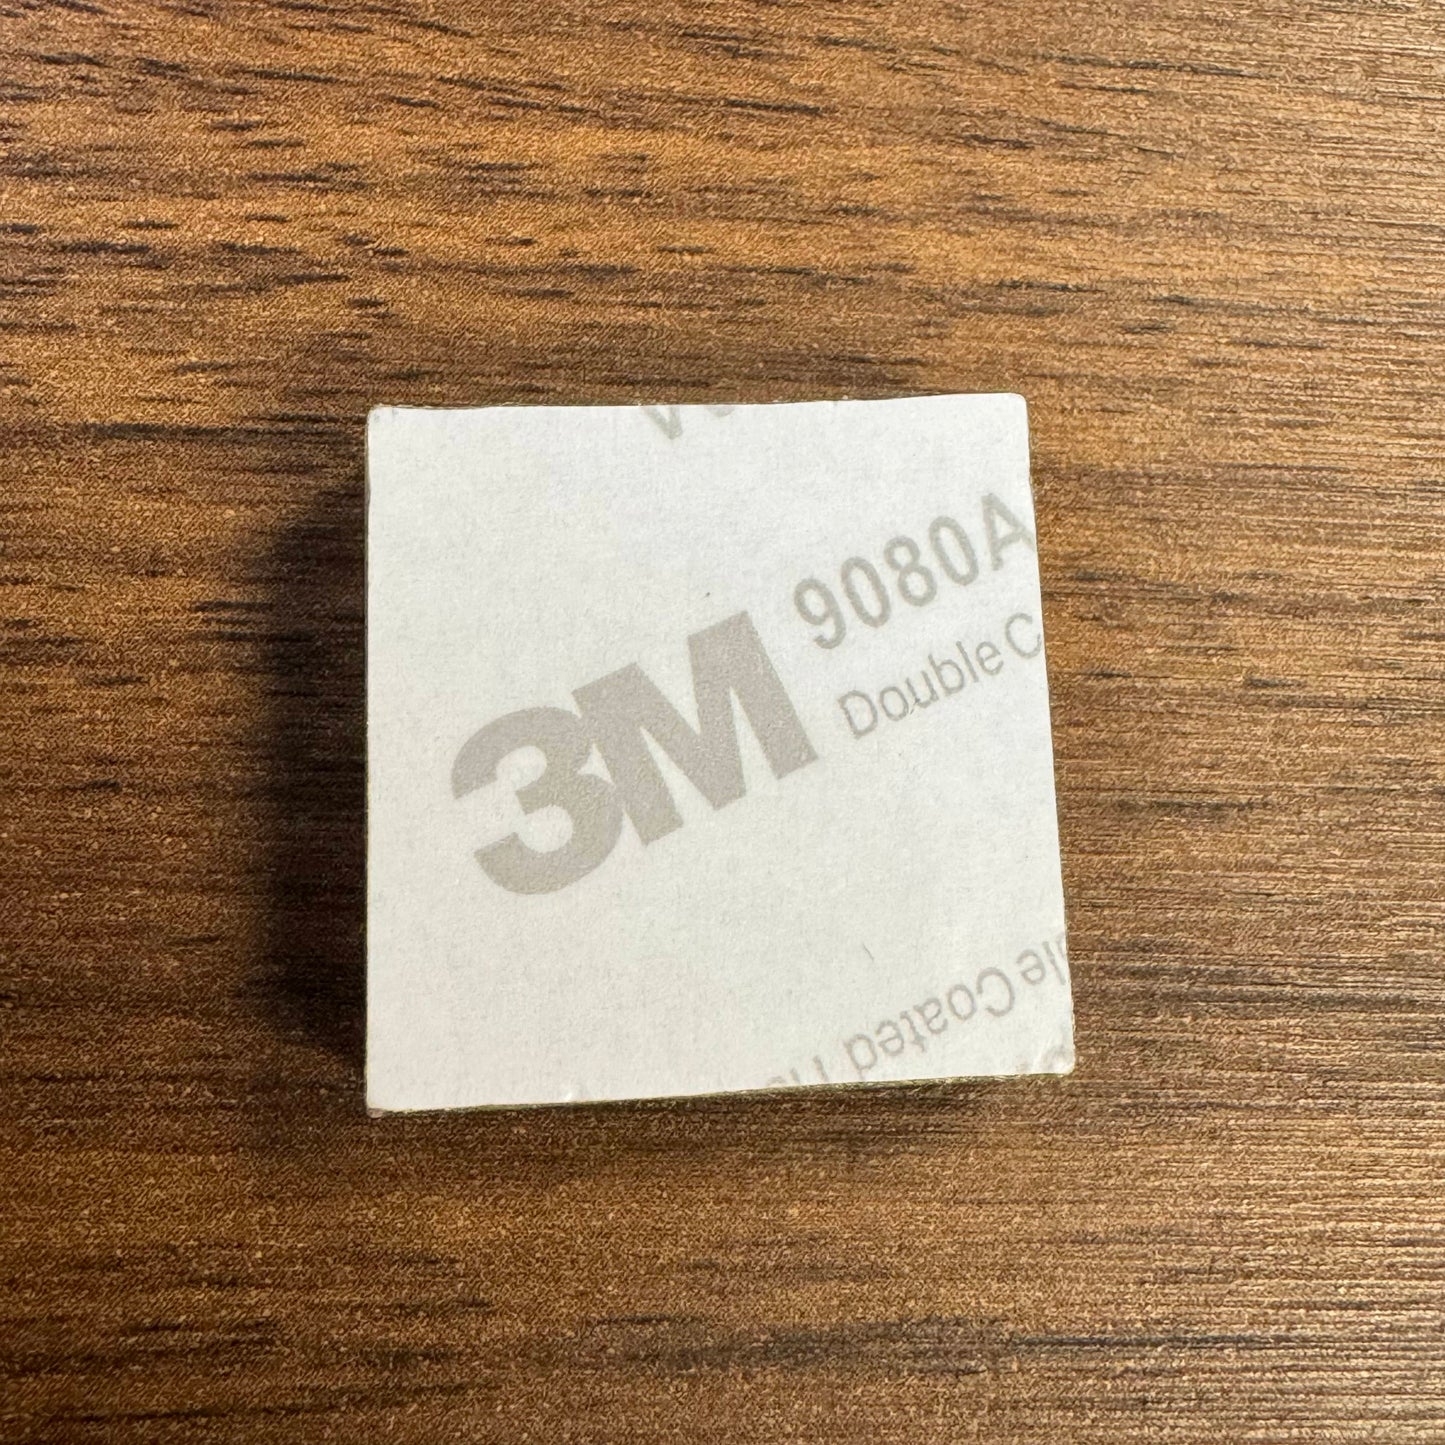 3M 9080A
Double C
le Coated